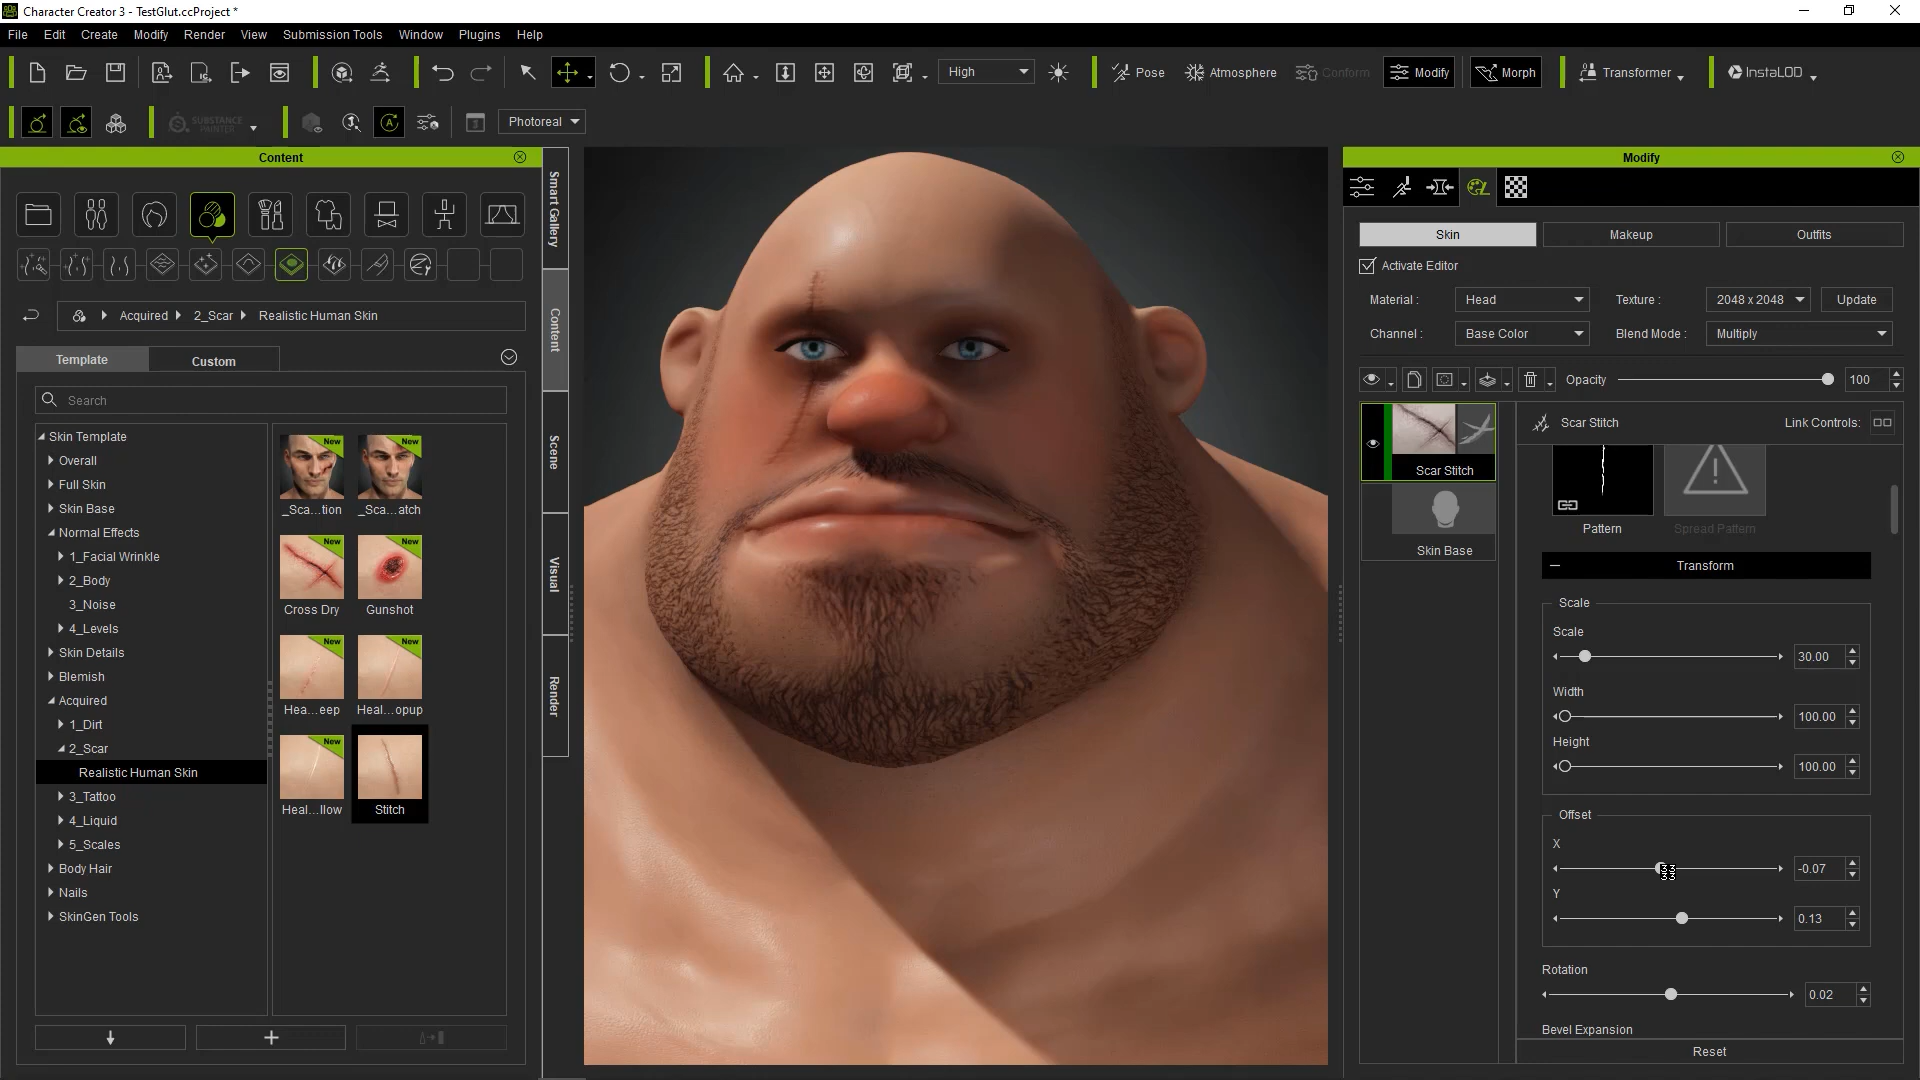 Character Creator 3 - TestGlut.ccProject *
File Edit Create Modify Render View Submission Tools Window Plugins Help
High Pose Atmosphere Conform Modify Morph Transformer InstaLOD
SUBSTANCE PAINTER A Photoreal
Content
Smart Gallery
Content
Scene
Visual
Render
Acquired 2_Scar Realistic Human Skin
Template Custom
Search
Skin Template
Overall
Full Skin
Skin Base
Normal Effects
1_Facial Wrinkle
2_Body
3_Noise
4_Levels
Skin Details
Blemish
Acquired
1_Dirt
2_Scar
Realistic Human Skin
3_Tattoo
4_Liquid
5_Scales
Body Hair
Nails
SkinGen Tools
New New
_Sca...tion _Sca...atch
New New
Cross Dry Gunshot
New New
Hea...eep Heal...opup
New
Heal...llow Stitch
Modify
Skin Makeup Outfits
Activate Editor
Material : Head Texture : 2048 x 2048 Update
Channel : Base Color Blend Mode : Multiply
Opacity 100
Scar Stitch
Skin Base
Scar Stitch Link Controls:
Pattern Spread Pattern
Transform
Scale
Scale
30.00
Width
100.00
Height
100.00
Offset
X
-0.07
Y
0.13
Rotation
0.02
Bevel Expansion
Reset